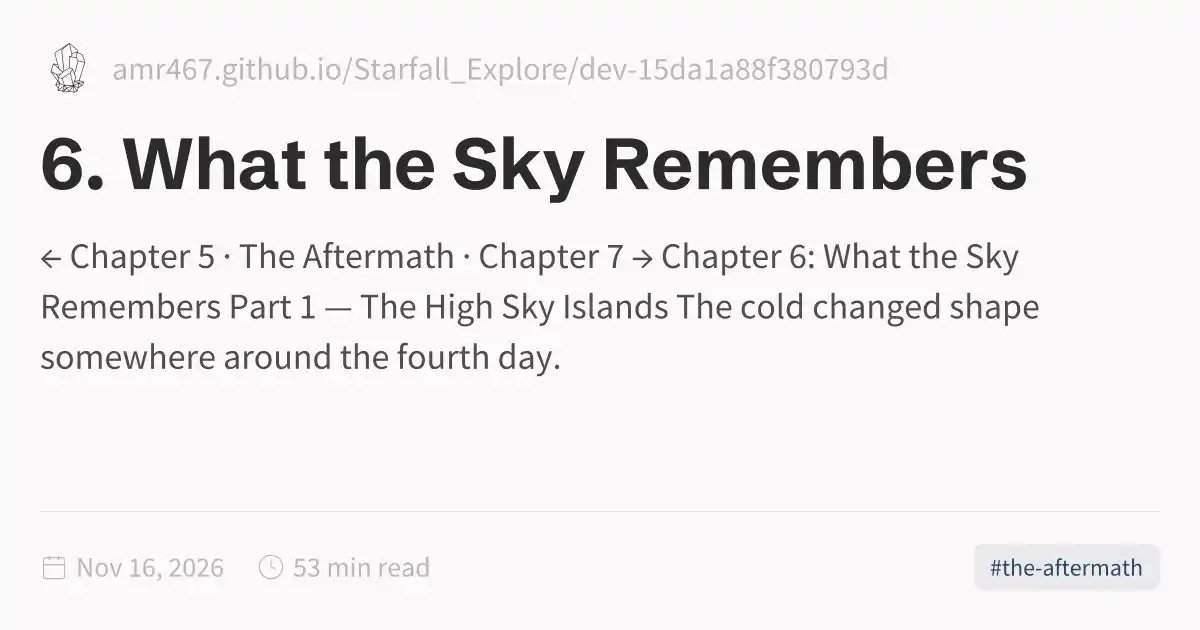 amr467.github.io/Starfall_Explore/dev-15da1a88f380793d
6. What the Sky Remembers
← Chapter 5 · The Aftermath · Chapter 7 → Chapter 6: What the Sky
Remembers Part 1 — The High Sky Islands The cold changed shape
somewhere around the fourth day.
Nov 16, 2026
53 min read
#the-aftermath